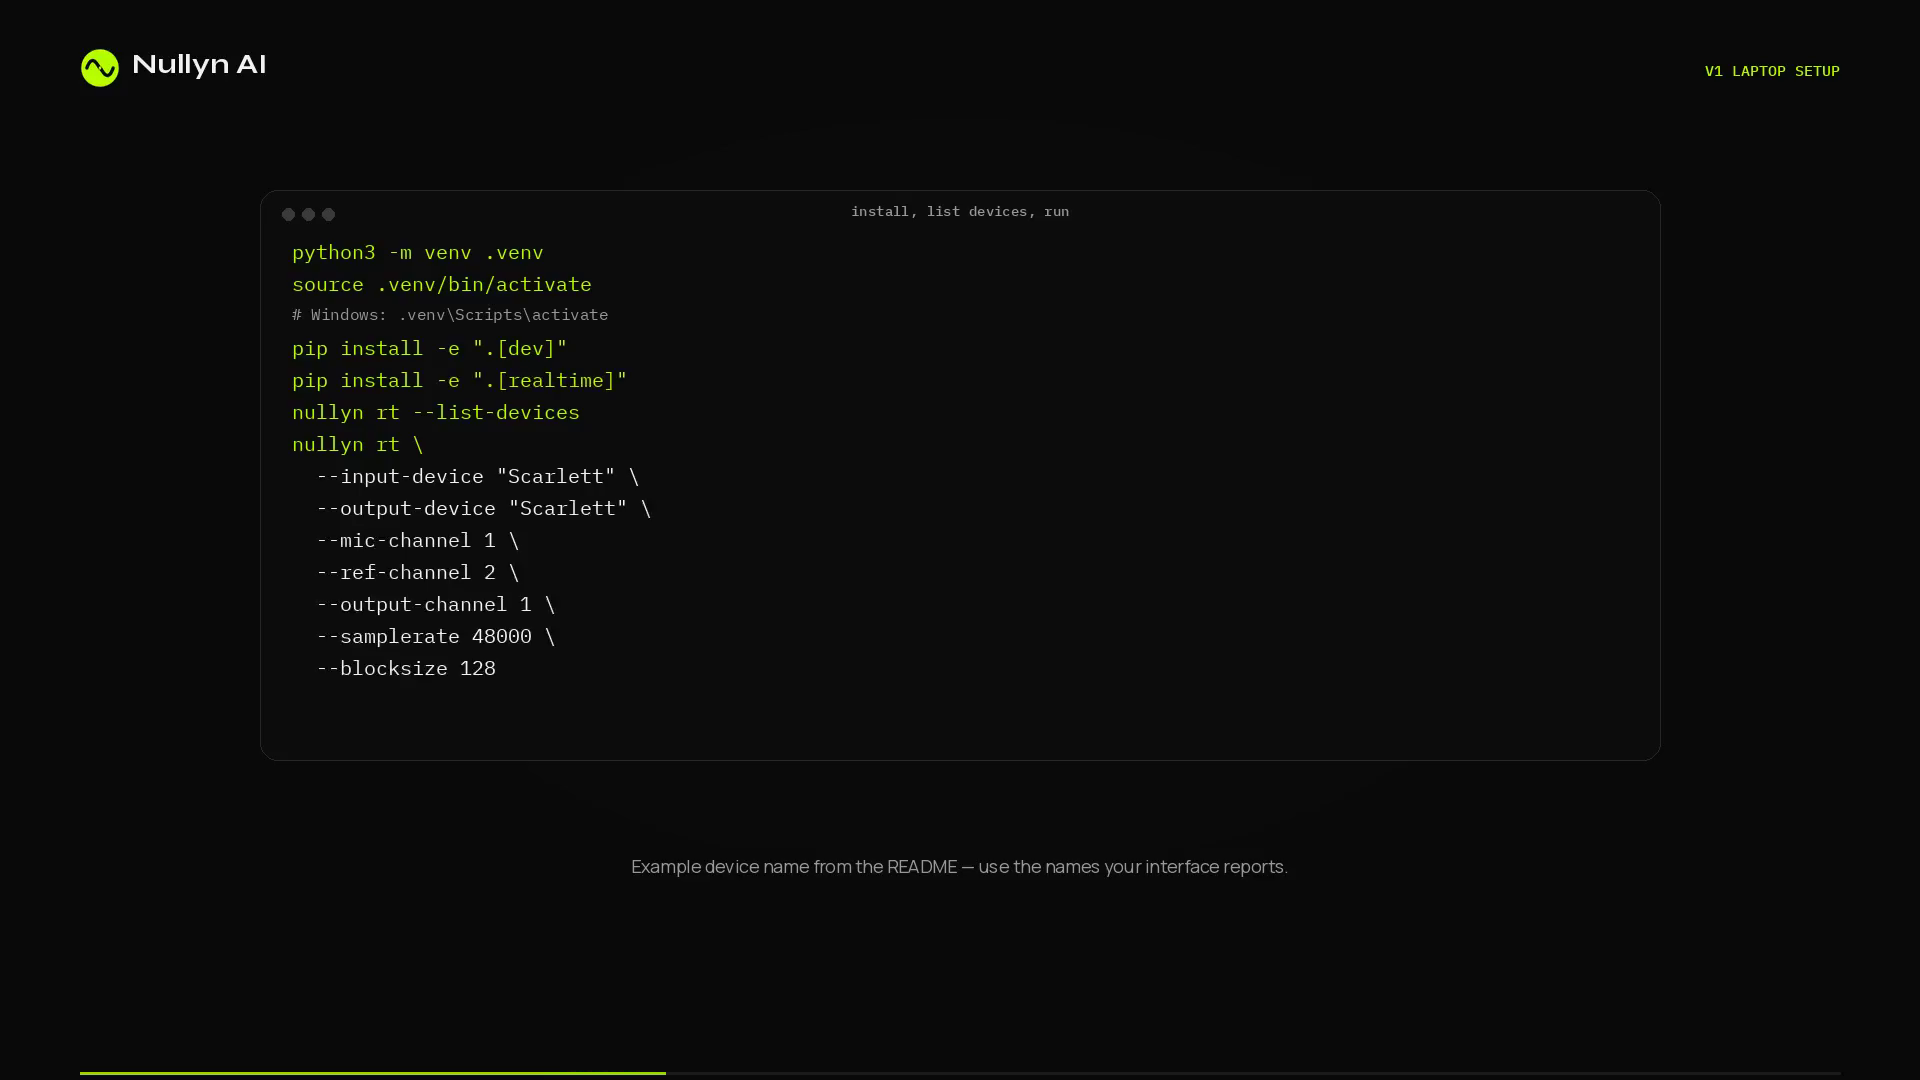 Nullyn AI
V1 LAPTOP SETUP
install, list devices, run
python3 -m venv .venv
source .venv/bin/activate
# Windows: .venv\Scripts\activate
pip install -e ".[dev]"
pip install -e ".[realtime]"
nullyn rt --list-devices
nullyn rt \
  --input-device "Scarlett" \
  --output-device "Scarlett" \
  --mic-channel 1 \
  --ref-channel 2 \
  --output-channel 1 \
  --samplerate 48000 \
  --blocksize 128
Example device name from the README — use the names your interface reports.